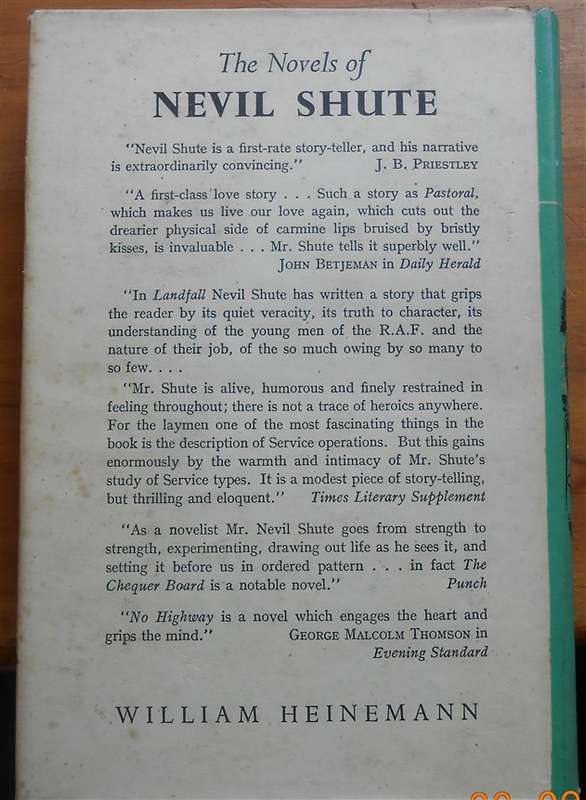 The Novels of
NEVIL SHUTE
"Nevil Shute is a first-rate story-teller, and his narrative
is extraordinarily convincing." J. B. PRIESTLEY
"A first-class love story . . . Such a story as Pastoral,
which makes us live our love again, which cuts out the
drearier physical side of carmine lips bruised by bristly
kisses, is invaluable . . . Mr. Shute tells it superbly well."
JOHN BETJEMAN in Daily Herald
"In Landfall Nevil Shute has written a story that grips
the reader by its quiet veracity, its truth to character, its
understanding of the young men of the R.A.F. and the
nature of their job, of the so much owing by so many to
so few. . . .
"Mr. Shute is alive, humorous and finely restrained in
feeling throughout; there is not a trace of heroics anywhere.
For the laymen one of the most fascinating things in the
book is the description of Service operations. But this gains
enormously by the warmth and intimacy of Mr. Shute's
study of Service types. It is a modest piece of story-telling,
but thrilling and eloquent." Times Literary Supplement
"As a novelist Mr. Nevil Shute goes from strength to
strength, experimenting, drawing out life as he sees it, and
setting it before us in ordered pattern . . . in fact The
Chequer Board is a notable novel." Punch
"No Highway is a novel which engages the heart and
grips the mind." GEORGE MALCOLM THOMSON in
Evening Standard
WILLIAM HEINEMANN